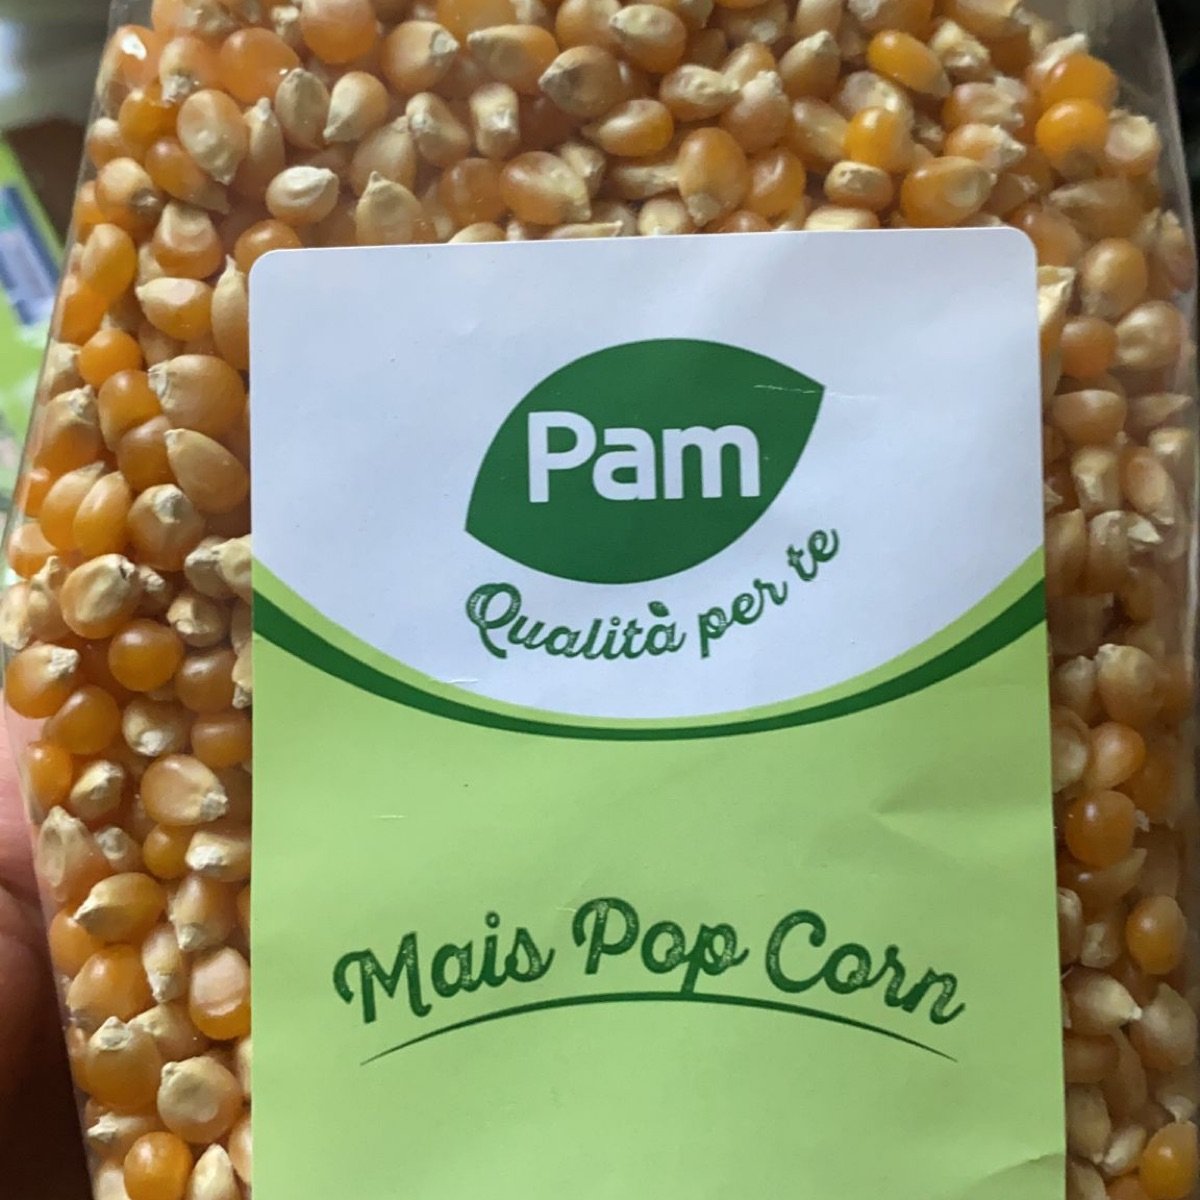 Pam
Qualità per te
Mais Pop Corn